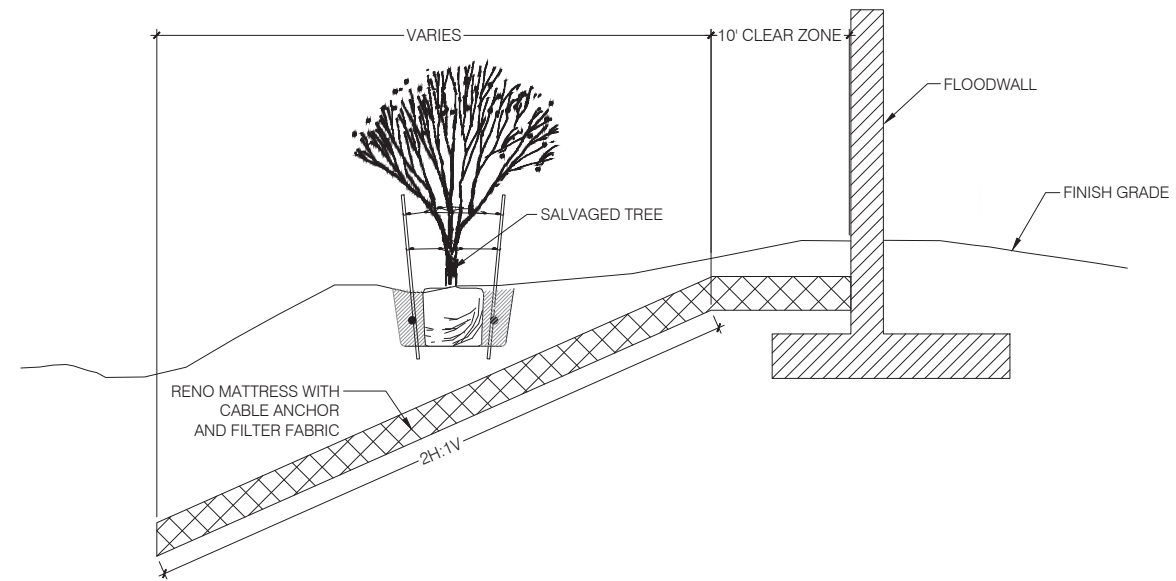 VARIES
10' CLEAR ZONE
FLOODWALL
FINISH GRADE
SALVAGED TREE
RENO MATTRESS WITH
CABLE ANCHOR
AND FILTER FABRIC
2H:1V